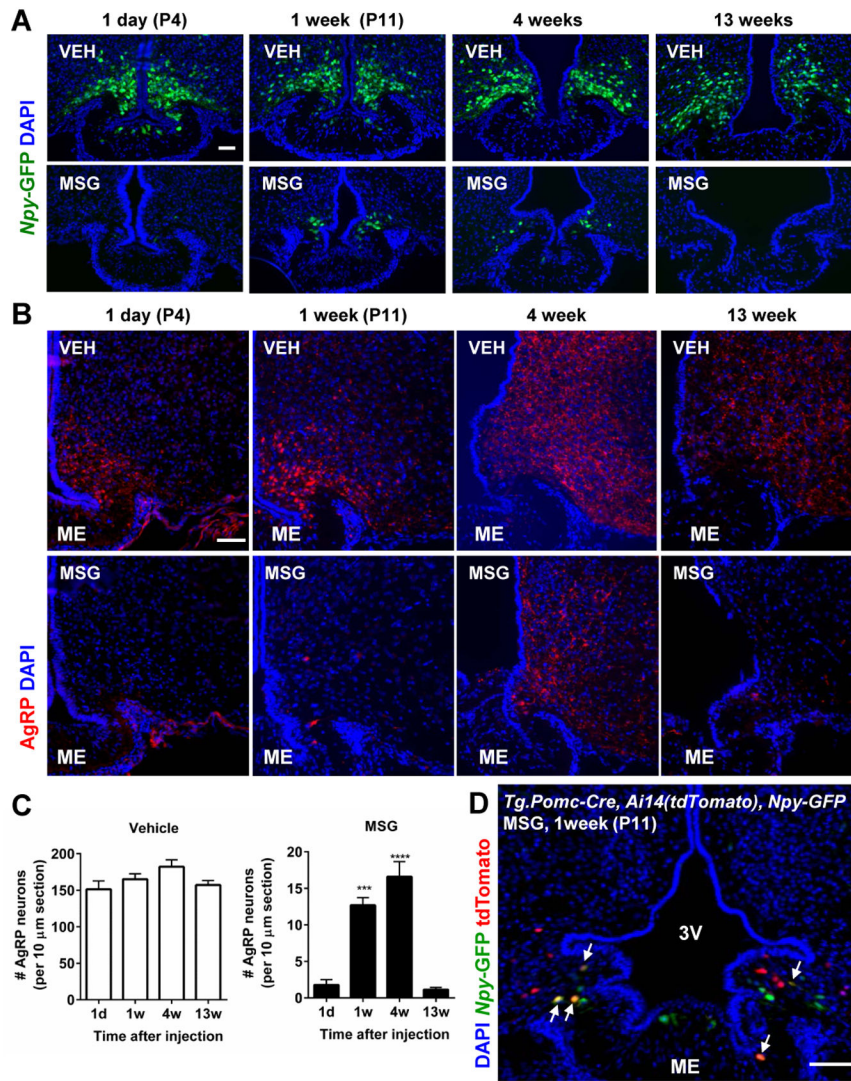 A
1 day (P4) 1 week (P11) 4 weeks 13 weeks
Npy-GFP DAPI
VEH VEH VEH VEH
MSG MSG MSG MSG
B
1 day (P4) 1 week (P11) 4 week 13 week
AgRP DAPI
VEH VEH VEH VEH
ME ME ME ME
MSG MSG MSG MSG
ME ME ME ME
C
Vehicle
# AgRP neurons
(per 10 µm section)
200
150
100
50
0
1d 1w 4w 13w
Time after injection
MSG
# AgRP neurons
(per 10 µm section)
20
15
10
5
0
*** ****
1d 1w 4w 13w
Time after injection
D
Tg.Pomc-Cre, Ai14(tdTomato), Npy-GFP
MSG, 1week (P11)
DAPI Npy-GFP tdTomato
3V
ME